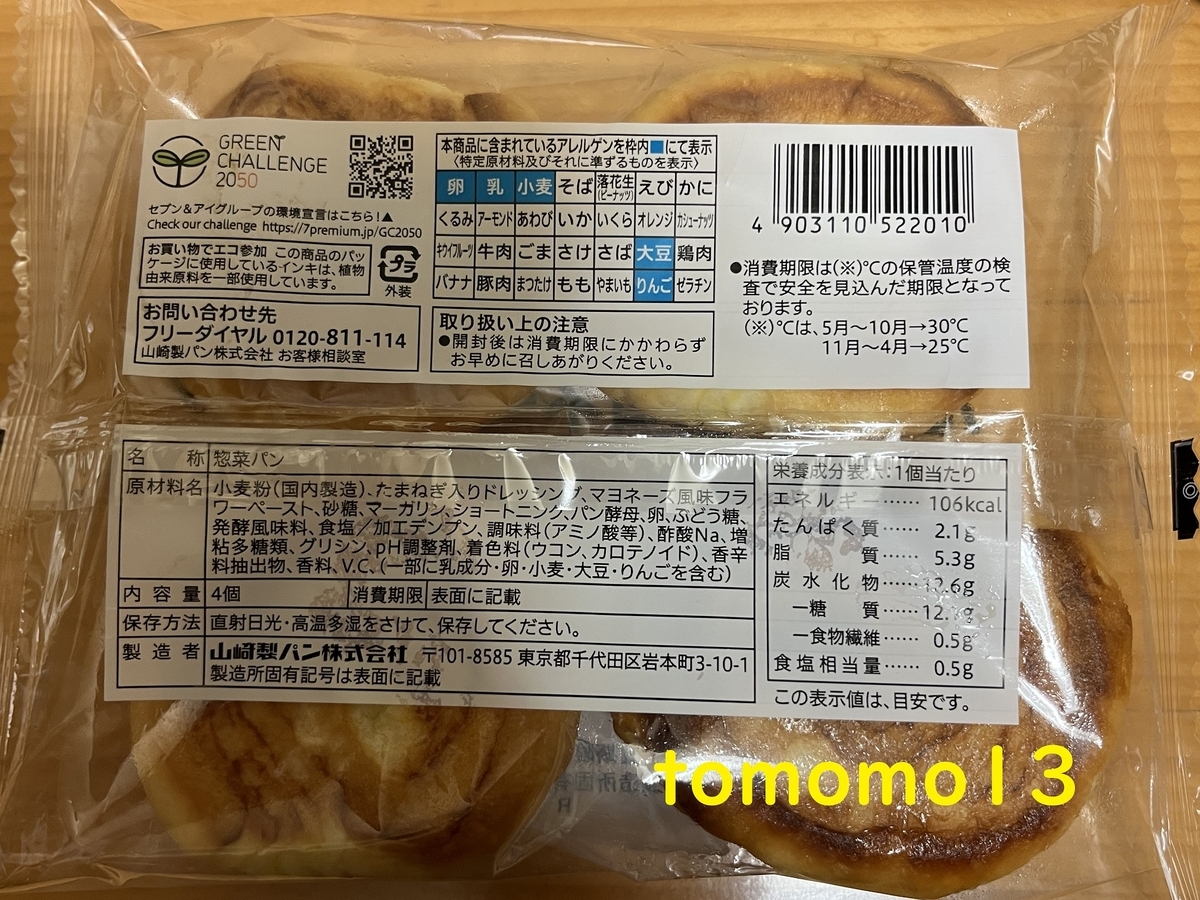 GREEN
CHALLENGE
2050
セブン&アイグループの環境宣言はこちら!▲
Check our challenge https://7premium.jp/GC2050
お買い物でエコ参加 この商品のパッ
ケージに使用しているインキは、植物
由来原料を一部使用しています。
プラ
外装
お問い合わせ先
フリーダイヤル 0120-811-114
山崎製パン株式会社 お客様相談室
本商品に含まれているアレルゲンを枠内■にて表示
〈特定原材料及びそれに準ずるものを表示〉
卵 乳 小麦 そば 落花生(ピーナッツ) えび かに
くるみ アーモンド あわび いか いくら オレンジ カシューナッツ
キウイフルーツ 牛肉 ごま さけ さば 大豆 鶏肉
バナナ 豚肉 まつたけ もも やまいも りんご ゼラチン
取り扱い上の注意
●開封後は消費期限にかかわらず
お早めに召しあがりください。
4 903110 522010
●消費期限は(※)℃の保管温度の検
査で安全を見込んだ期限となって
おります。
(※)℃は、5月～10月→30℃
11月～4月→25℃
名 称 惣菜パン
原材料名 小麦粉(国内製造)、たまねぎ入りドレッシング、マヨネーズ風味フラ
ワーペースト、砂糖、マーガリン、ショートニング、パン酵母、卵、ぶどう糖、
発酵風味料、食塩/加工デンプン、調味料(アミノ酸等)、酢酸Na、増
粘多糖類、グリシン、pH調整剤、着色料(ウコン、カロテノイド)、香辛
料抽出物、香料、V.C、(一部に乳成分・卵・小麦・大豆・りんごを含む)
内容量 4個 消費期限 表面に記載
保存方法 直射日光・高温多湿をさけて、保存してください。
製造者 山崎製パン株式会社 〒101-8585 東京都千代田区岩本町3-10-1
製造所固有記号は表面に記載
栄養成分表示:1個当たり
エネルギー……106kcal
たんぱく質……2.1g
脂 質……5.3g
炭水化物……
―糖 質……
―食物繊維……0.5g
食塩相当量……0.5g
この表示値は、目安です。
tomomo13